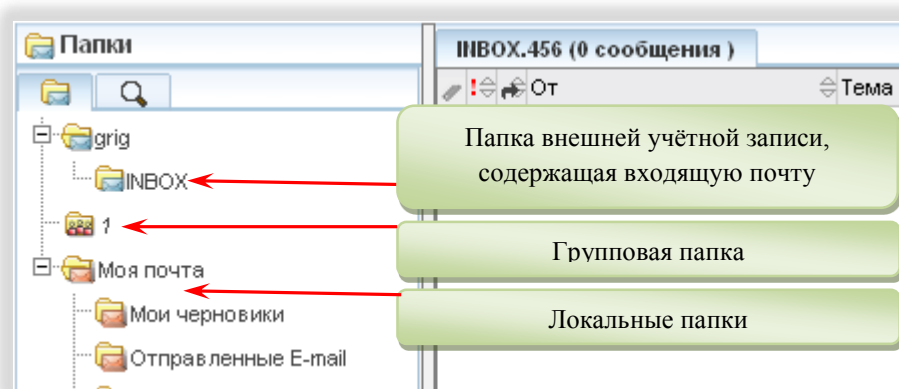 Папки
INBOX.456 (0 сообщения )
! От Тема
grig
INBOX
1
Моя почта
Мои черновики
Отправленные E-mail
Папка внешней учётной записи,
содержащая входящую почту
Групповая папка
Локальные папки